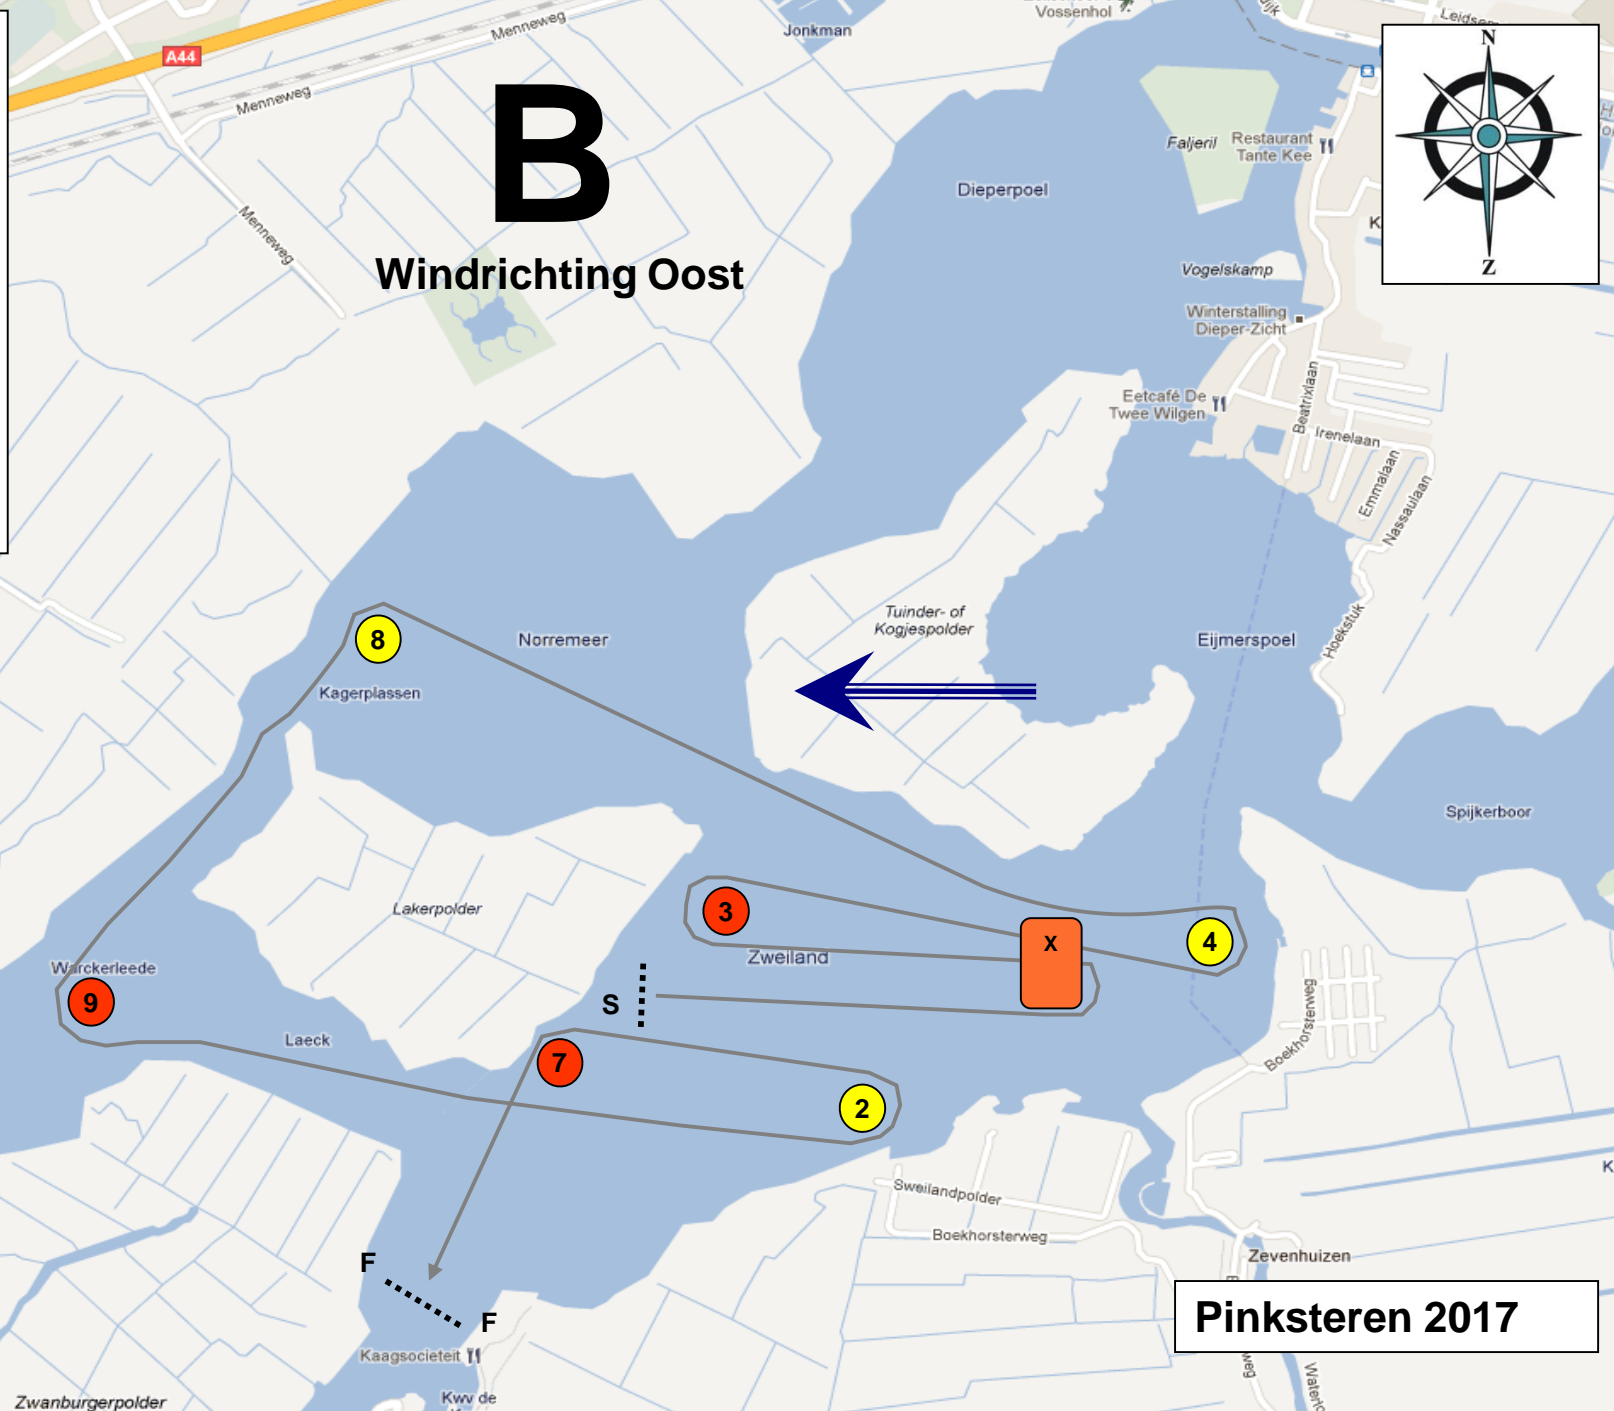 Vossenhol
Jonkman
Menneweg
A44
Menneweg
Menneweg
B
Windrichting Oost
N
Z
Faljeril
Restaurant
Tante Kee
Dieperpoel
Vogelskamp
Winterstalling
Dieper-Zicht
Eetcafé De
Twee Wilgen
Beatrixlaan
Irenelaan
Emmalaan
Nassaulaan
Hoekstuk
Tuinder- of
Kogjespolder
Eijmerspoel
8
Norremeer
Kagerplassen
Spijkerboor
Lakerpolder
3
X
4
Zweiland
Warckerleede
9
S
Laeck
7
2
Boekhorsterweg
Sweilandpolder
Boekhorsterweg
Zevenhuizen
F
F
Kaagsocieteit
Pinksteren 2017
Zwanburgerpolder
Kwv de